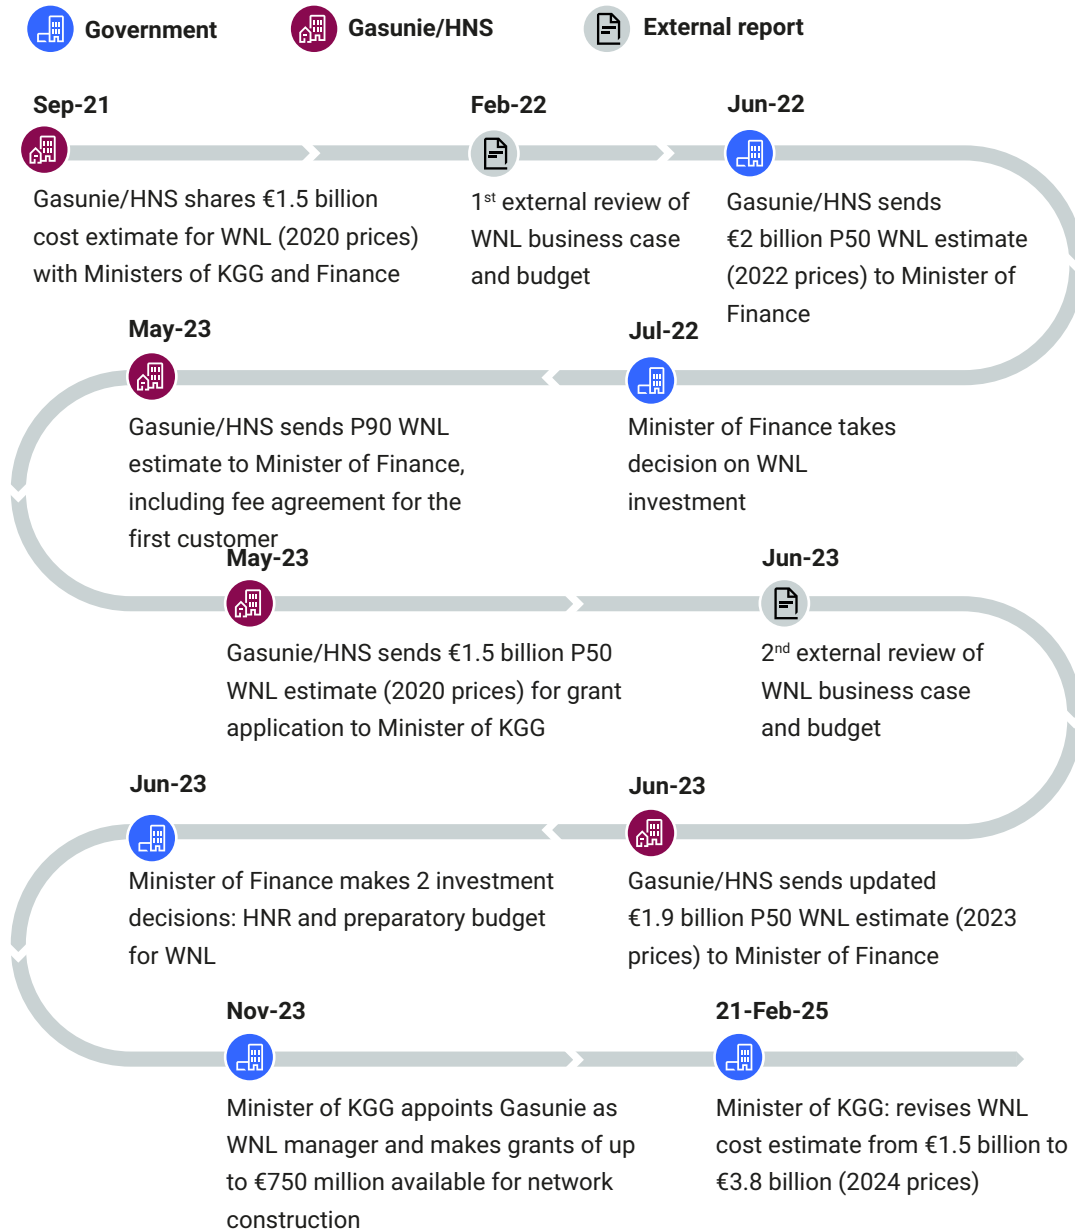 Government
Gasunie/HNS
External report
Sep-21
Gasunie/HNS shares €1.5 billion
cost extimate for WNL (2020 prices)
with Ministers of KGG and Finance
Feb-22
1st external review of
WNL business case
and budget
Jun-22
Gasunie/HNS sends
€2 billion P50 WNL estimate
(2022 prices) to Minister of
Finance
Jul-22
Minister of Finance takes
decision on WNL
investment
May-23
Gasunie/HNS sends P90 WNL
estimate to Minister of Finance,
including fee agreement for the
first customer
May-23
Gasunie/HNS sends €1.5 billion P50
WNL estimate (2020 prices) for grant
application to Minister of KGG
Jun-23
2nd external review of
WNL business case
and budget
Jun-23
Gasunie/HNS sends updated
€1.9 billion P50 WNL estimate (2023
prices) to Minister of Finance
Jun-23
Minister of Finance makes 2 investment
decisions: HNR and preparatory budget
for WNL
Nov-23
Minister of KGG appoints Gasunie as
WNL manager and makes grants of up
to €750 million available for network
construction
21-Feb-25
Minister of KGG: revises WNL
cost estimate from €1.5 billion to
€3.8 billion (2024 prices)